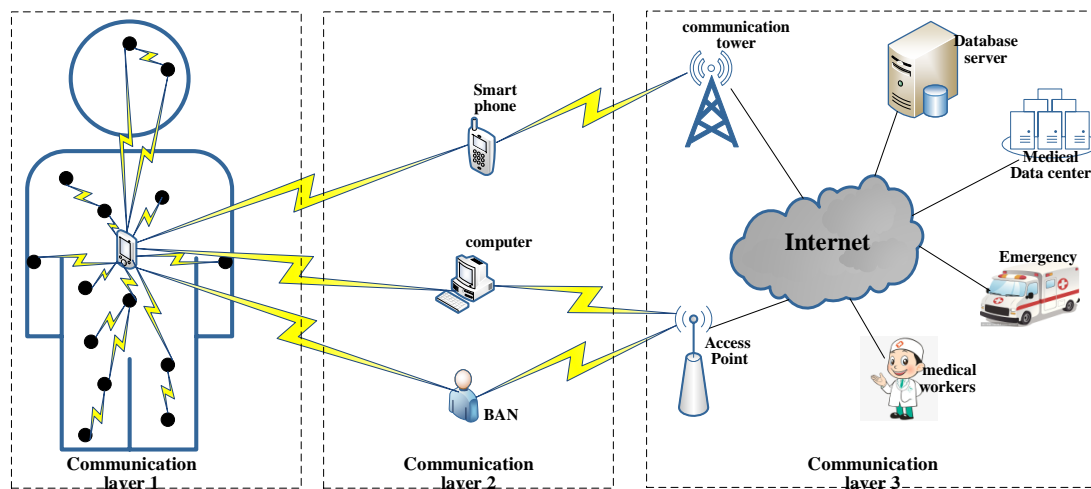 Smart
phone
computer
BAN
communication
tower
Database
server
Medical
Data center
Internet
Emergency
Access
Point
medical
workers
Communication
layer 1
Communication
layer 2
Communication
layer 3